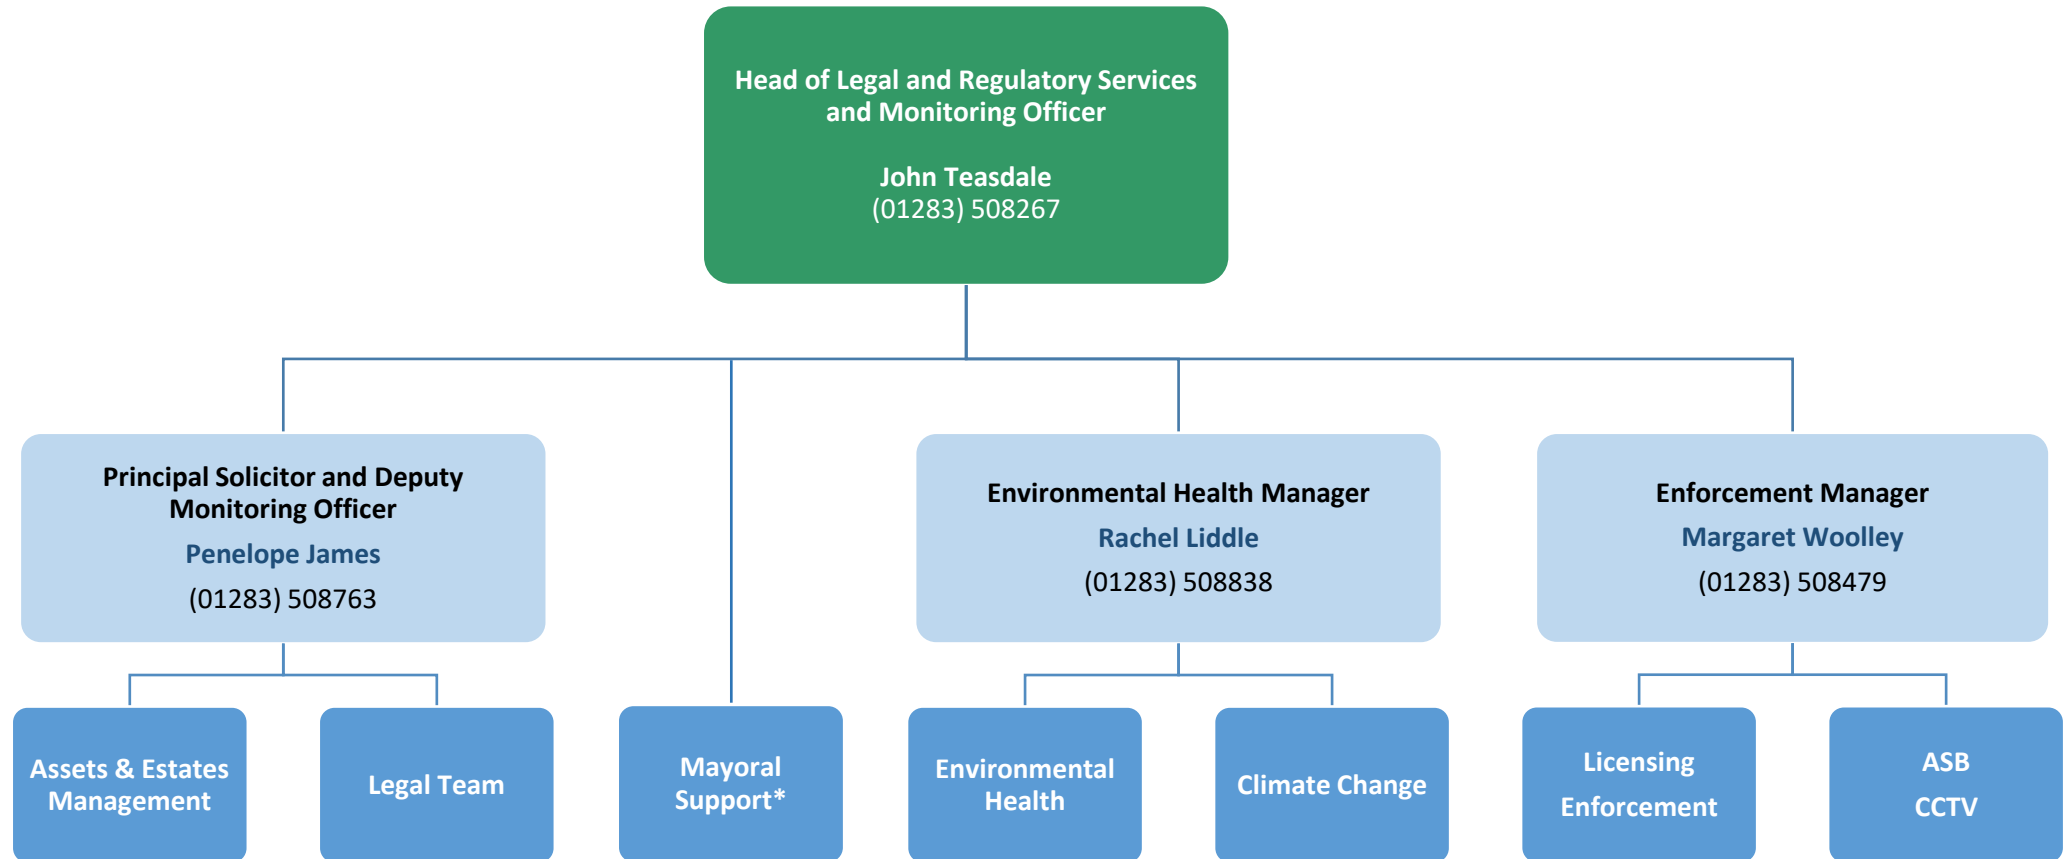 Head of Legal and Regulatory Services
and Monitoring Officer
John Teasdale
(01283) 508267
Principal Solicitor and Deputy
Monitoring Officer
Penelope James
(01283) 508763
Environmental Health Manager
Rachel Liddle
(01283) 508838
Enforcement Manager
Margaret Woolley
(01283) 508479
Assets & Estates
Management
Legal Team
Mayoral
Support*
Environmental
Health
Climate Change
Licensing
Enforcement
ASB
CCTV